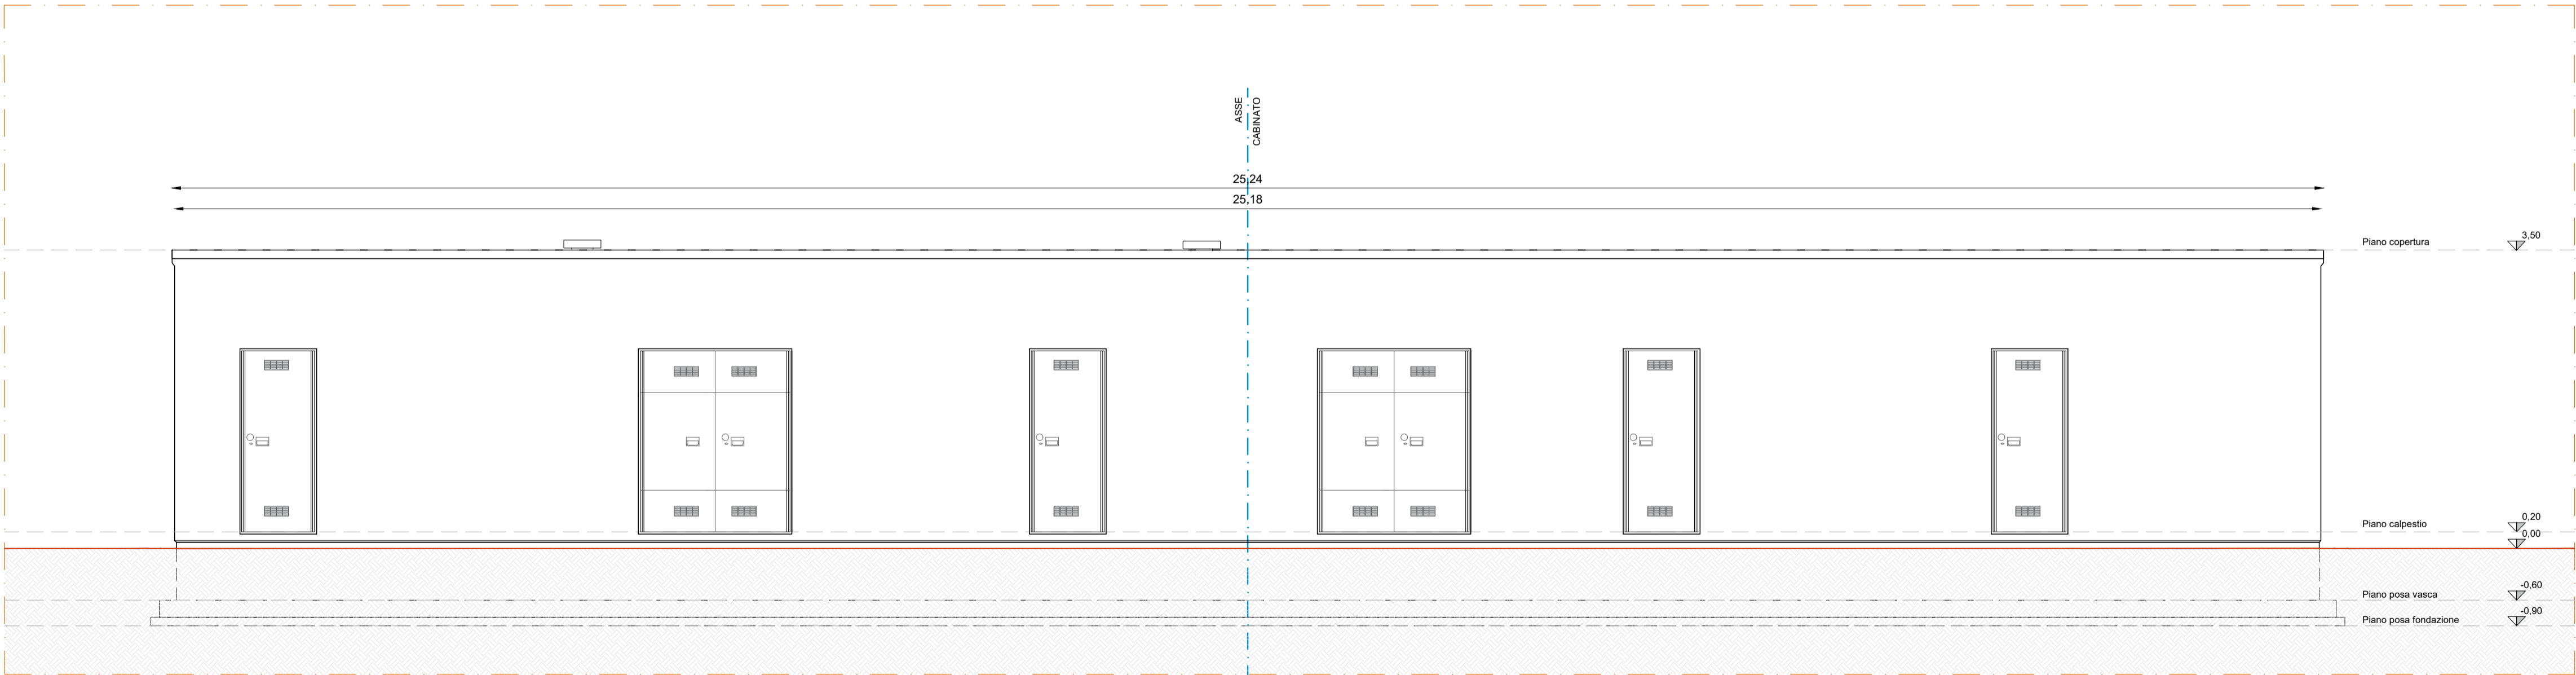 ASSE
CABINATO
25,24
25,18
Piano copertura
3,50
Piano calpestio
0,20
0,00
Piano posa vasca
-0,60
Piano posa fondazione
-0,90